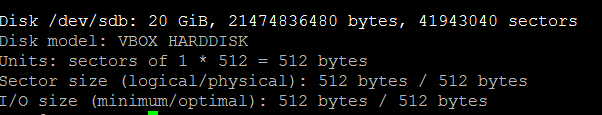 Disk /dev/sdb: 20 GiB, 21474836480 bytes, 41943040 sectors
Disk model: VBOX HARDDISK
Units: sectors of 1 * 512 = 512 bytes
Sector size (logical/physical): 512 bytes / 512 bytes
I/O size (minimum/optimal): 512 bytes / 512 bytes